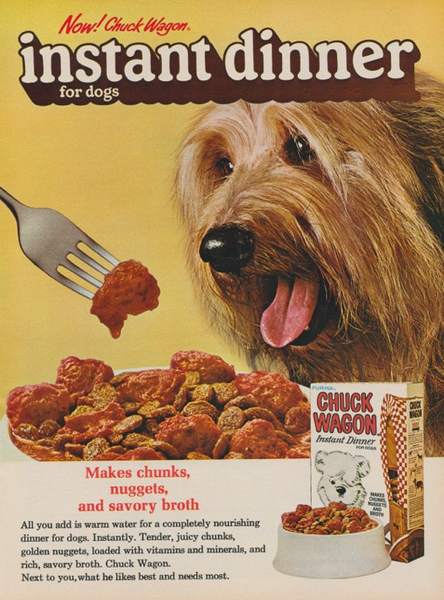 Now! Chuck Wagon®
instant dinner
for dogs
Purina
CHUCK
WAGON
Instant Dinner
FOR DOGS
CHUCK
WAGON
MAKES
CHUNKS,
NUGGETS
AND
BROTH
Makes chunks,
nuggets,
and savory broth
All you add is warm water for a completely nourishing
dinner for dogs. Instantly. Tender, juicy chunks,
golden nuggets, loaded with vitamins and minerals, and
rich, savory broth. Chuck Wagon.
Next to you, what he likes best and needs most.